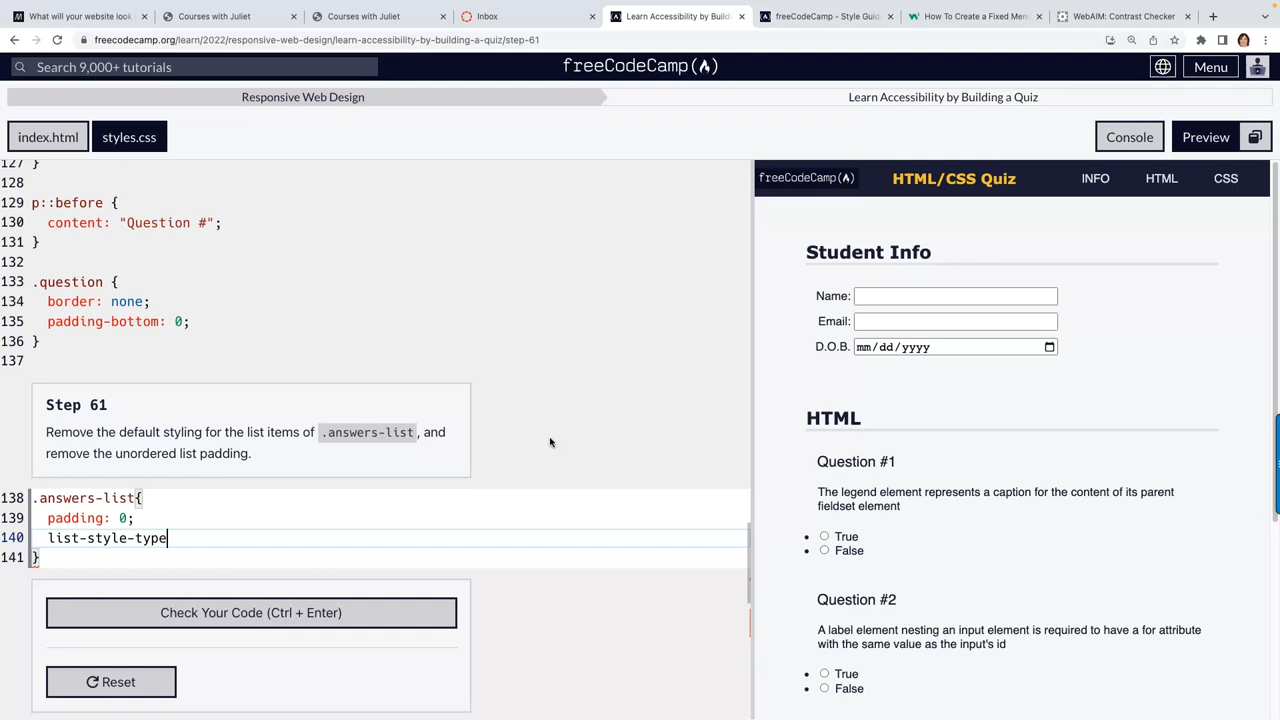 What will your website look
Courses with Juliet
Courses with Juliet
Inbox
Learn Accessibility by Build
freeCodeCamp - Style Guid
How To Create a Fixed Men
WebAIM: Contrast Checker
freecodecamp.org/learn/2022/responsive-web-design/learn-accessibility-by-building-a-quiz/step-61
Search 9,000+ tutorials
freeCodeCamp
Menu
Responsive Web Design
Learn Accessibility by Building a Quiz
index.html
styles.css
Console
Preview
127 }
128
129 p::before {
130 content: "Question #";
131 }
132
133 .question {
134 border: none;
135 padding-bottom: 0;
136 }
137
Step 61
Remove the default styling for the list items of .answers-list, and
remove the unordered list padding.
138 .answers-list{
139 padding: 0;
140 list-style-type
141 }
Check Your Code (Ctrl + Enter)
Reset
freeCodeCamp
HTML/CSS Quiz
INFO
HTML
CSS
Student Info
Name:
Email:
D.O.B. mm/dd/yyyy
HTML
Question #1
The legend element represents a caption for the content of its parent
fieldset element
True
False
Question #2
A label element nesting an input element is required to have a for attribute
with the same value as the input's id
True
False